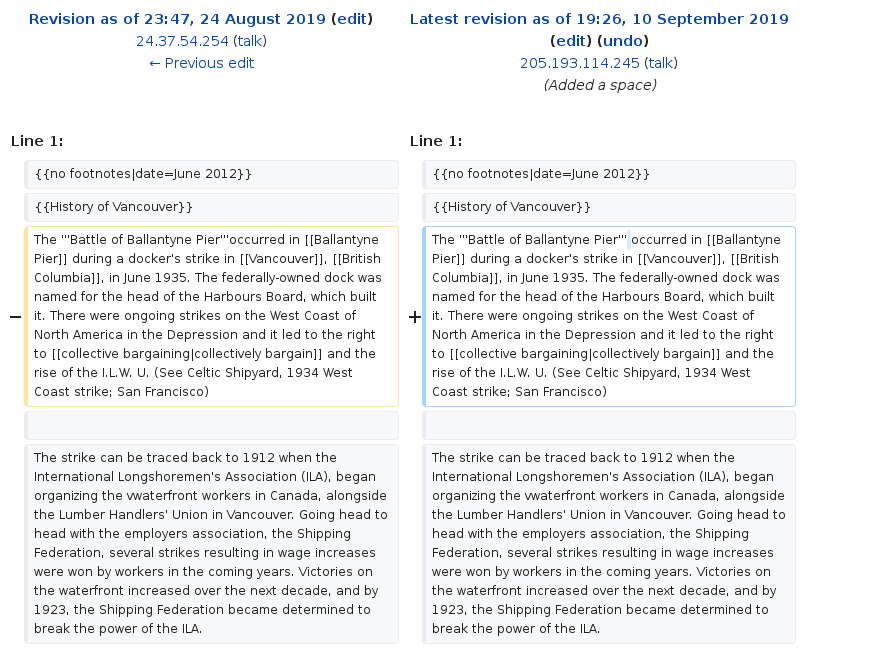 Revision as of 23:47, 24 August 2019 (edit)
24.37.54.254 (talk)
← Previous edit
Latest revision as of 19:26, 10 September 2019
(edit) (undo)
205.193.114.245 (talk)
(Added a space)
Line 1:
Line 1:
{{no footnotes|date=June 2012}}
{{no footnotes|date=June 2012}}
{{History of Vancouver}}
{{History of Vancouver}}
−
The '''Battle of Ballantyne Pier'''occurred in [[Ballantyne
Pier]] during a docker's strike in [[Vancouver]], [[British
Columbia]], in June 1935. The federally-owned dock was
named for the head of the Harbours Board, which built
it. There were ongoing strikes on the West Coast of
North America in the Depression and it led to the right
to [[collective bargaining|collectively bargain]] and the
rise of the I.L.W. U. (See Celtic Shipyard, 1934 West
Coast strike; San Francisco)
+
The '''Battle of Ballantyne Pier''' occurred in [[Ballantyne
Pier]] during a docker's strike in [[Vancouver]], [[British
Columbia]], in June 1935. The federally-owned dock was
named for the head of the Harbours Board, which built
it. There were ongoing strikes on the West Coast of
North America in the Depression and it led to the right
to [[collective bargaining|collectively bargain]] and the
rise of the I.L.W. U. (See Celtic Shipyard, 1934 West
Coast strike; San Francisco)
The strike can be traced back to 1912 when the
International Longshoremen's Association (ILA), began
organizing the vwaterfront workers in Canada, alongside
the Lumber Handlers' Union in Vancouver. Going head to
head with the employers association, the Shipping
Federation, several strikes resulting in wage increases
were won by workers in the coming years. Victories on
the waterfront increased over the next decade, and by
1923, the Shipping Federation became determined to
break the power of the ILA.
The strike can be traced back to 1912 when the
International Longshoremen's Association (ILA), began
organizing the vwaterfront workers in Canada, alongside
the Lumber Handlers' Union in Vancouver. Going head to
head with the employers association, the Shipping
Federation, several strikes resulting in wage increases
were won by workers in the coming years. Victories on
the waterfront increased over the next decade, and by
1923, the Shipping Federation became determined to
break the power of the ILA.